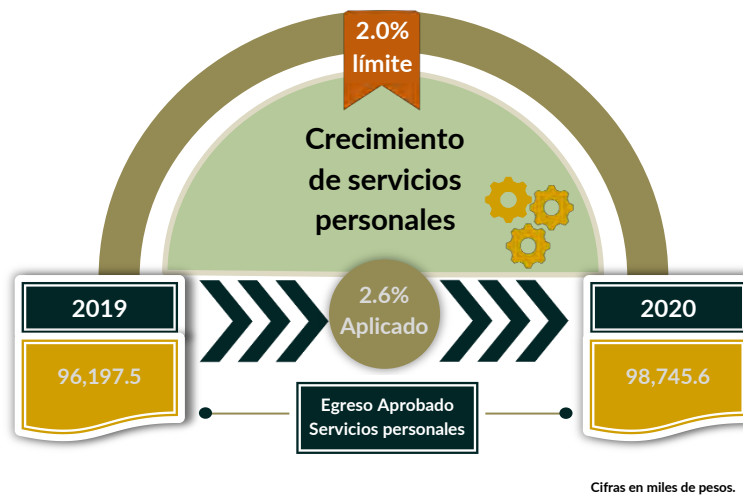 2.0%
límite
Crecimiento
de servicios
personales
2019
2.6%
Aplicado
2020
96,197.5
98,745.6
Egreso Aprobado
Servicios personales
Cifras en miles de pesos.